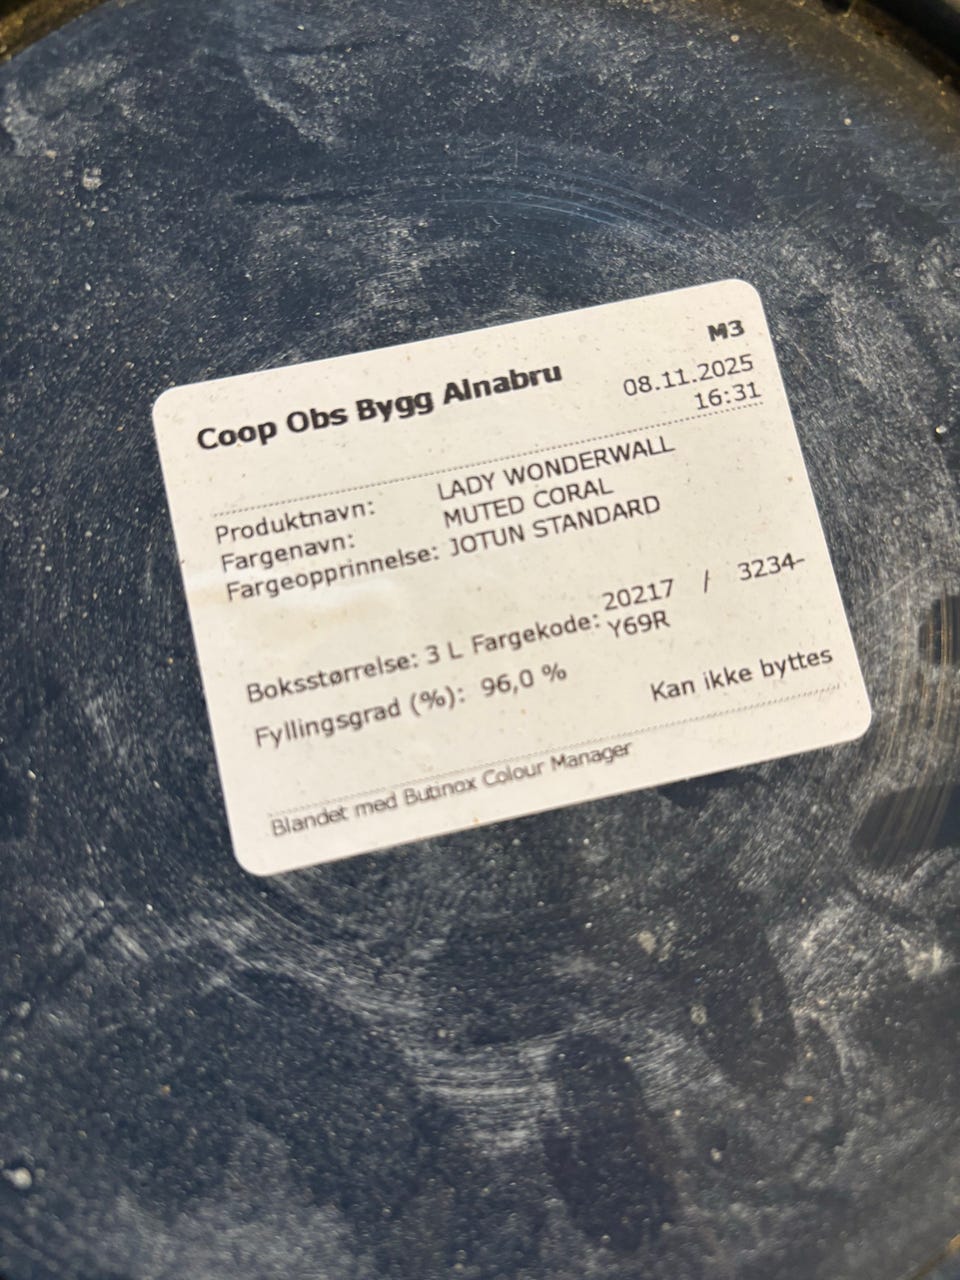 M3
Coop Obs Bygg Alnabru 08.11.2025
16:31
Produktnavn: LADY WONDERWALL
Fargenavn: MUTED CORAL
Fargeopprinnelse: JOTUN STANDARD
Boksstørrelse: 3 L Fargekode: 20217 / 3234-
Y69R
Fyllingsgrad (%): 96,0 %
Kan ikke byttes
Blandet med Butinox Colour Manager